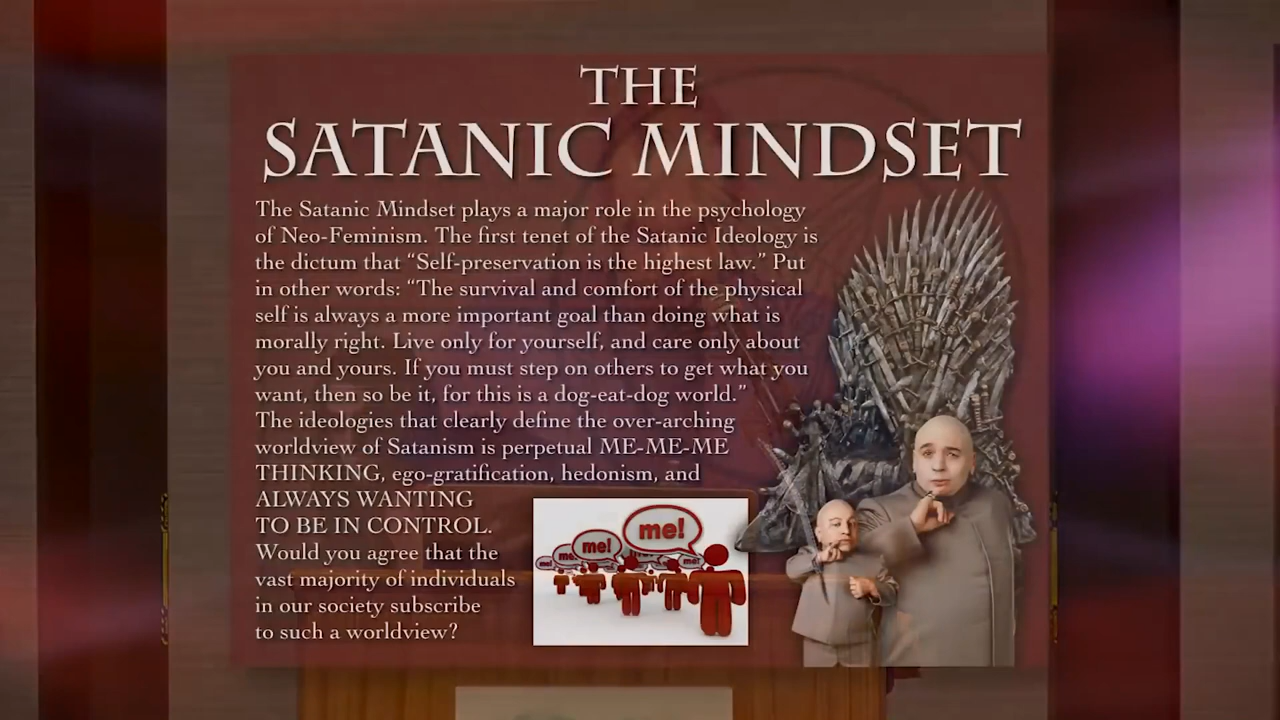 THE
SATANIC MINDSET
The Satanic Mindset plays a major role in the psychology
of Neo-Feminism. The first tenet of the Satanic Ideology is
the dictum that “Self-preservation is the highest law.” Put
in other words: “The survival and comfort of the physical
self is always a more important goal than doing what is
morally right. Live only for yourself, and care only about
you and yours. If you must step on others to get what you
want, then so be it, for this is a dog-eat-dog world.”
The ideologies that clearly define the over-arching
worldview of Satanism is perpetual ME-ME-ME
THINKING, ego-gratification, hedonism, and
ALWAYS WANTING
TO BE IN CONTROL.
Would you agree that the
vast majority of individuals
in our society subscribe
to such a worldview?
me!
me!
me!